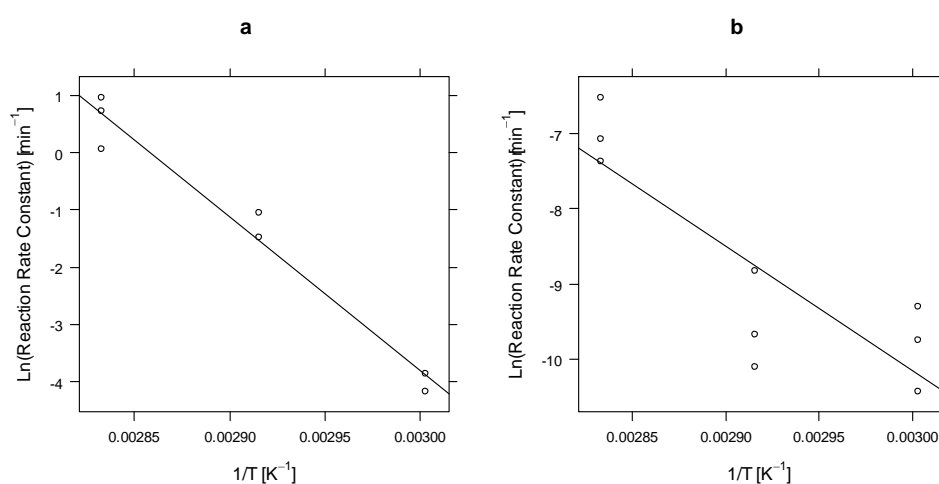 a
Ln(Reaction Rate Constant) [min⁻¹]
1
0
-1
-2
-3
-4
0.00285 0.00290 0.00295 0.00300
1/T [K⁻¹]
b
Ln(Reaction Rate Constant) [min⁻¹]
-7
-8
-9
-10
0.00285 0.00290 0.00295 0.00300
1/T [K⁻¹]